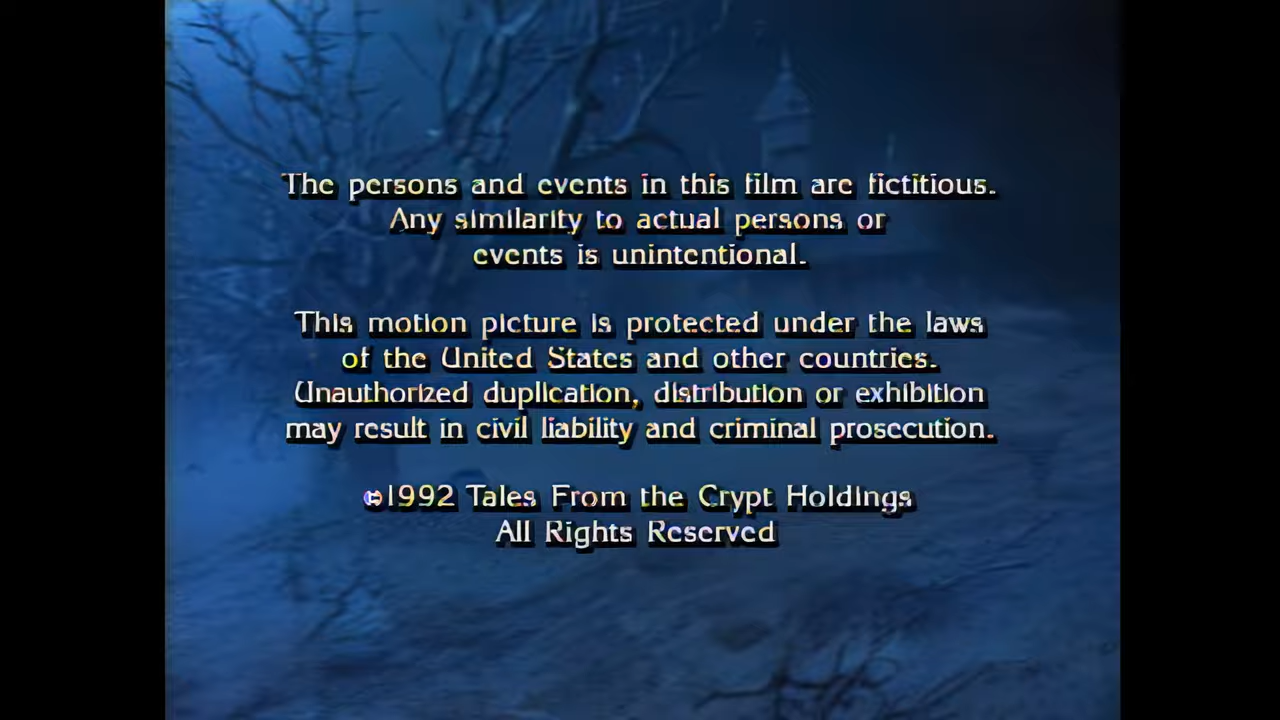 The persons and events in this film are fictitious.
Any similarity to actual persons or
events is unintentional.
This motion picture is protected under the laws
of the United States and other countries.
Unauthorized duplication, distribution or exhibition
may result in civil liability and criminal prosecution.
©1992 Tales From the Crypt Holdings
All Rights Reserved